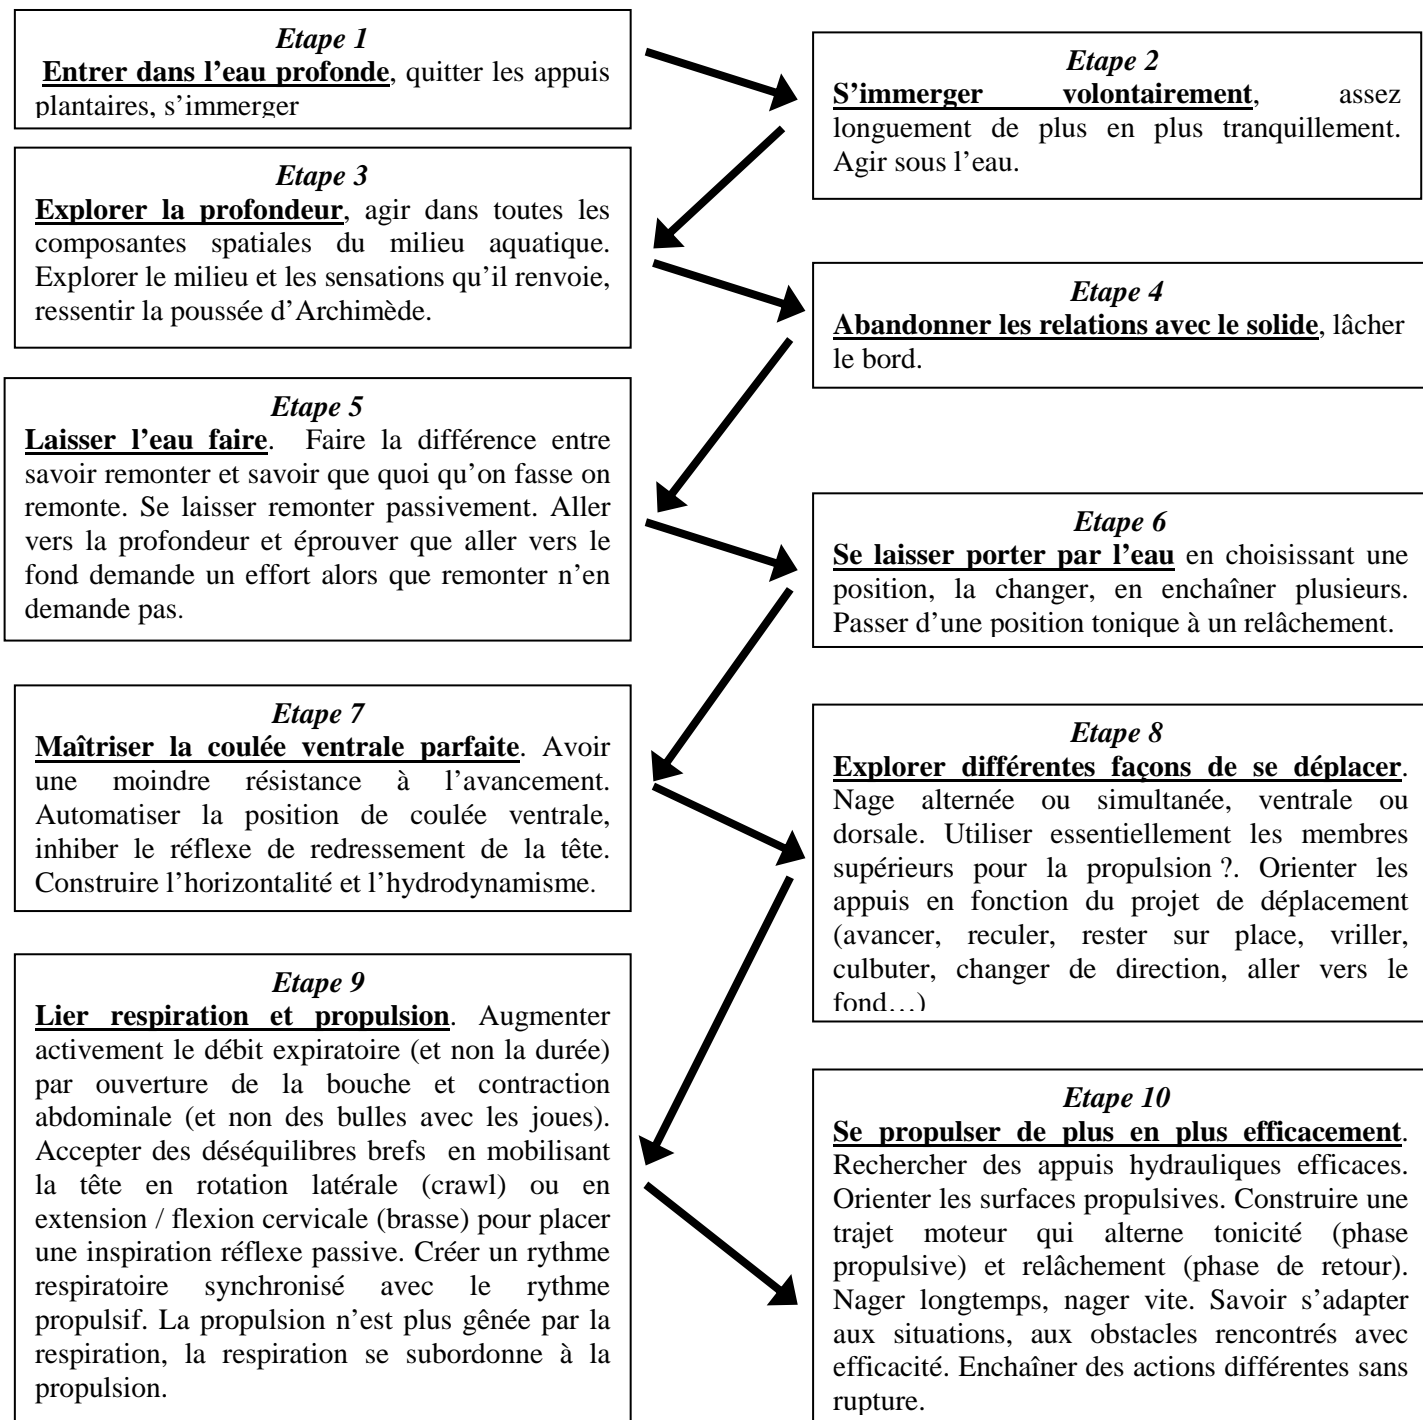 Etape 1
Entrer dans l’eau profonde, quitter les appuis
plantaires, s’immerger
Etape 2
S’immerger volontairement, assez
longuement de plus en plus tranquillement.
Agir sous l’eau.
Etape 3
Explorer la profondeur, agir dans toutes les
composantes spatiales du milieu aquatique.
Explorer le milieu et les sensations qu’il renvoie,
ressentir la poussée d’Archimède.
Etape 4
Abandonner les relations avec le solide, lâcher
le bord.
Etape 5
Laisser l’eau faire. Faire la différence entre
savoir remonter et savoir que quoi qu’on fasse on
remonte. Se laisser remonter passivement. Aller
vers la profondeur et éprouver que aller vers le
fond demande un effort alors que remonter n’en
demande pas.
Etape 6
Se laisser porter par l’eau en choisissant une
position, la changer, en enchaîner plusieurs.
Passer d’une position tonique à un relâchement.
Etape 7
Maîtriser la coulée ventrale parfaite. Avoir
une moindre résistance à l’avancement.
Automatiser la position de coulée ventrale,
inhiber le réflexe de redressement de la tête.
Construire l’horizontalité et l’hydrodynamisme.
Etape 8
Explorer différentes façons de se déplacer.
Nage alternée ou simultanée, ventrale ou
dorsale. Utiliser essentiellement les membres
supérieurs pour la propulsion ?. Orienter les
appuis en fonction du projet de déplacement
(avancer, reculer, rester sur place, vriller,
culbuter, changer de direction, aller vers le
fond…)
Etape 9
Lier respiration et propulsion. Augmenter
activement le débit expiratoire (et non la durée)
par ouverture de la bouche et contraction
abdominale (et non des bulles avec les joues).
Accepter des déséquilibres brefs en mobilisant
la tête en rotation latérale (crawl) ou en
extension / flexion cervicale (brasse) pour placer
une inspiration réflexe passive. Créer un rythme
respiratoire synchronisé avec le rythme
propulsif. La propulsion n’est plus gênée par la
respiration, la respiration se subordonne à la
propulsion.
Etape 10
Se propulser de plus en plus efficacement.
Rechercher des appuis hydrauliques efficaces.
Orienter les surfaces propulsives. Construire une
trajet moteur qui alterne tonicité (phase
propulsive) et relâchement (phase de retour).
Nager longtemps, nager vite. Savoir s’adapter
aux situations, aux obstacles rencontrés avec
efficacité. Enchaîner des actions différentes sans
rupture.